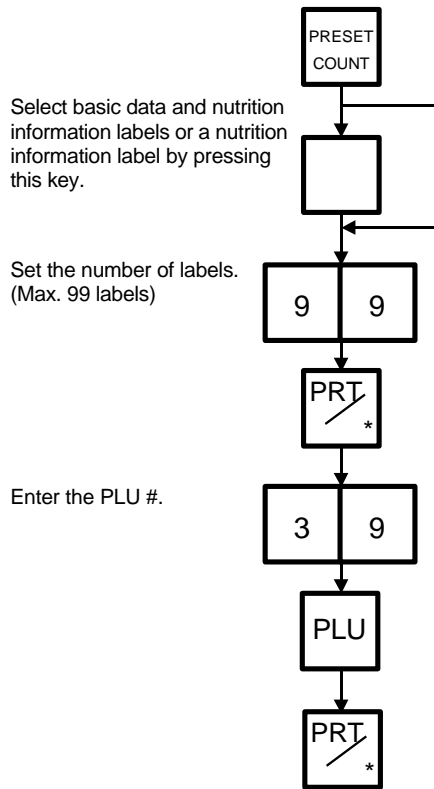 PRESET
COUNT
Select basic data and nutrition
information labels or a nutrition
information label by pressing
this key.
Set the number of labels.
(Max. 99 labels)
9 9
PRT
*
Enter the PLU #.
3 9
PLU
PRT
*